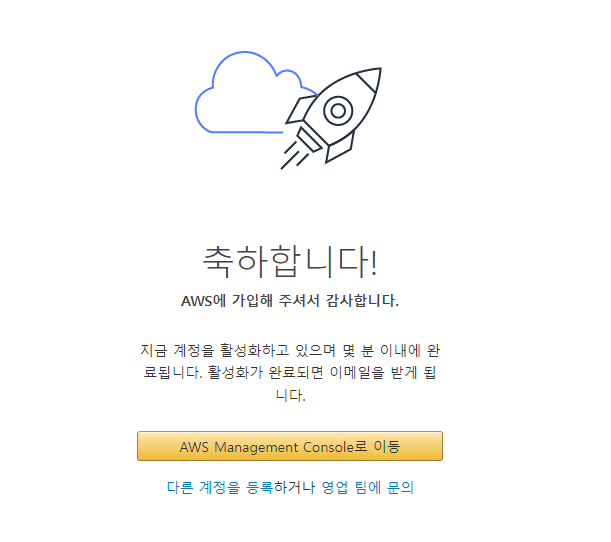 축하합니다!
AWS에 가입해 주셔서 감사합니다.
지금 계정을 활성화하고 있으며 몇 분 이내에 완
료됩니다. 활성화가 완료되면 이메일을 받게 됩
니다.
AWS Management Console로 이동
다른 계정을 등록하거나 영업 팀에 문의